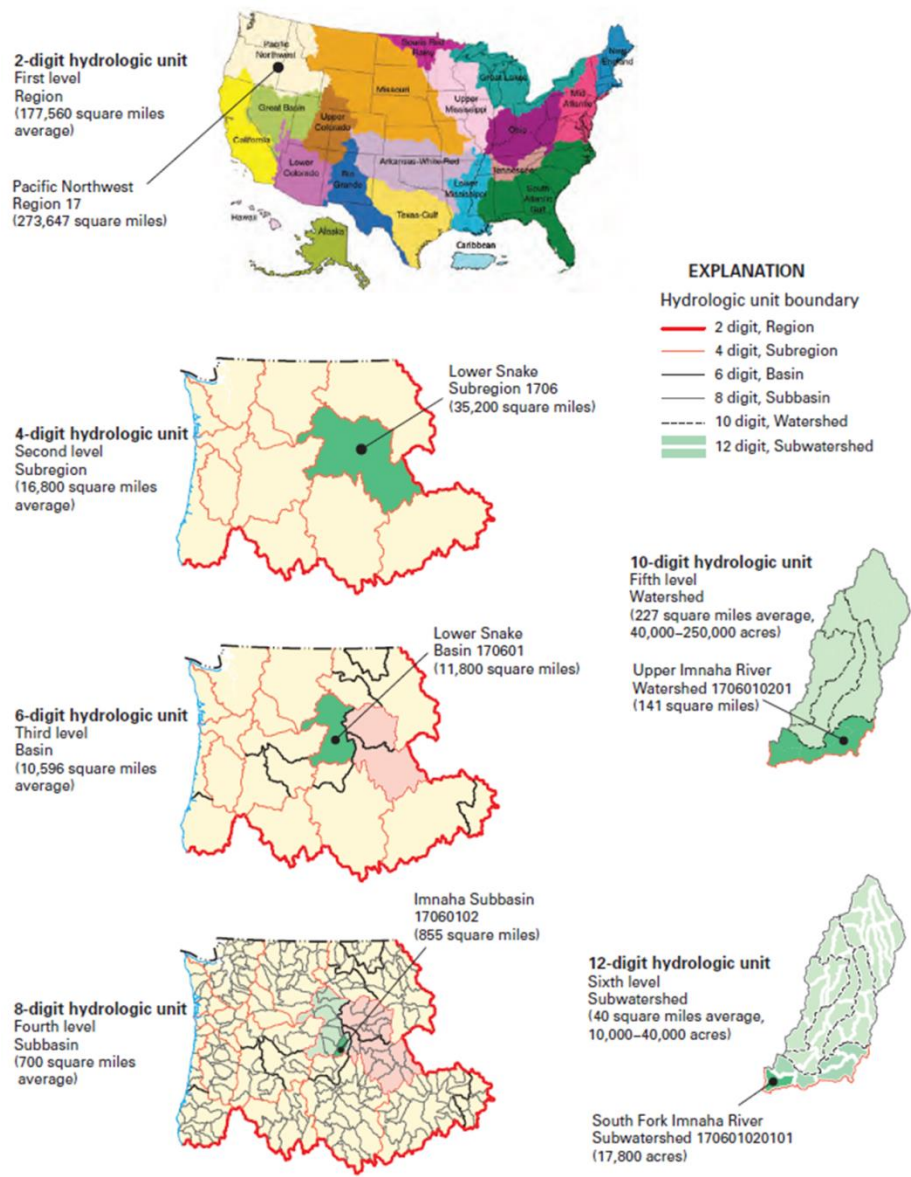 2-digit hydrologic unit
First level
Region
(177,560 square miles
average)
Pacific Northwest
Region 17
(273,647 square miles)
Pacific
Northwest
Souris Red
Rainy
New
England
Great Lakes
Missouri
Upper
Mississippi
Mid
Atlantic
Great Basin
Upper
Colorado
Ohio
California
Lower
Colorado
Rio
Grande
Arkansas-White-Red
Tennessee
Lower
Mississippi
South
Atlantic
Gulf
Texas-Gulf
Hawaii
Alaska
Caribbean
EXPLANATION
Hydrologic unit boundary
2 digit, Region
4 digit, Subregion
6 digit, Basin
8 digit, Subbasin
10 digit, Watershed
12 digit, Subwatershed
4-digit hydrologic unit
Second level
Subregion
(16,800 square miles
average)
Lower Snake
Subregion 1706
(35,200 square miles)
6-digit hydrologic unit
Third level
Basin
(10,596 square miles
average)
Lower Snake
Basin 170601
(11,800 square miles)
8-digit hydrologic unit
Fourth level
Subbasin
(700 square miles
average)
Imnaha Subbasin
17060102
(855 square miles)
10-digit hydrologic unit
Fifth level
Watershed
(227 square miles average,
40,000–250,000 acres)
Upper Imnaha River
Watershed 1706010201
(141 square miles)
12-digit hydrologic unit
Sixth level
Subwatershed
(40 square miles average,
10,000–40,000 acres)
South Fork Imnaha River
Subwatershed 170601020101
(17,800 acres)